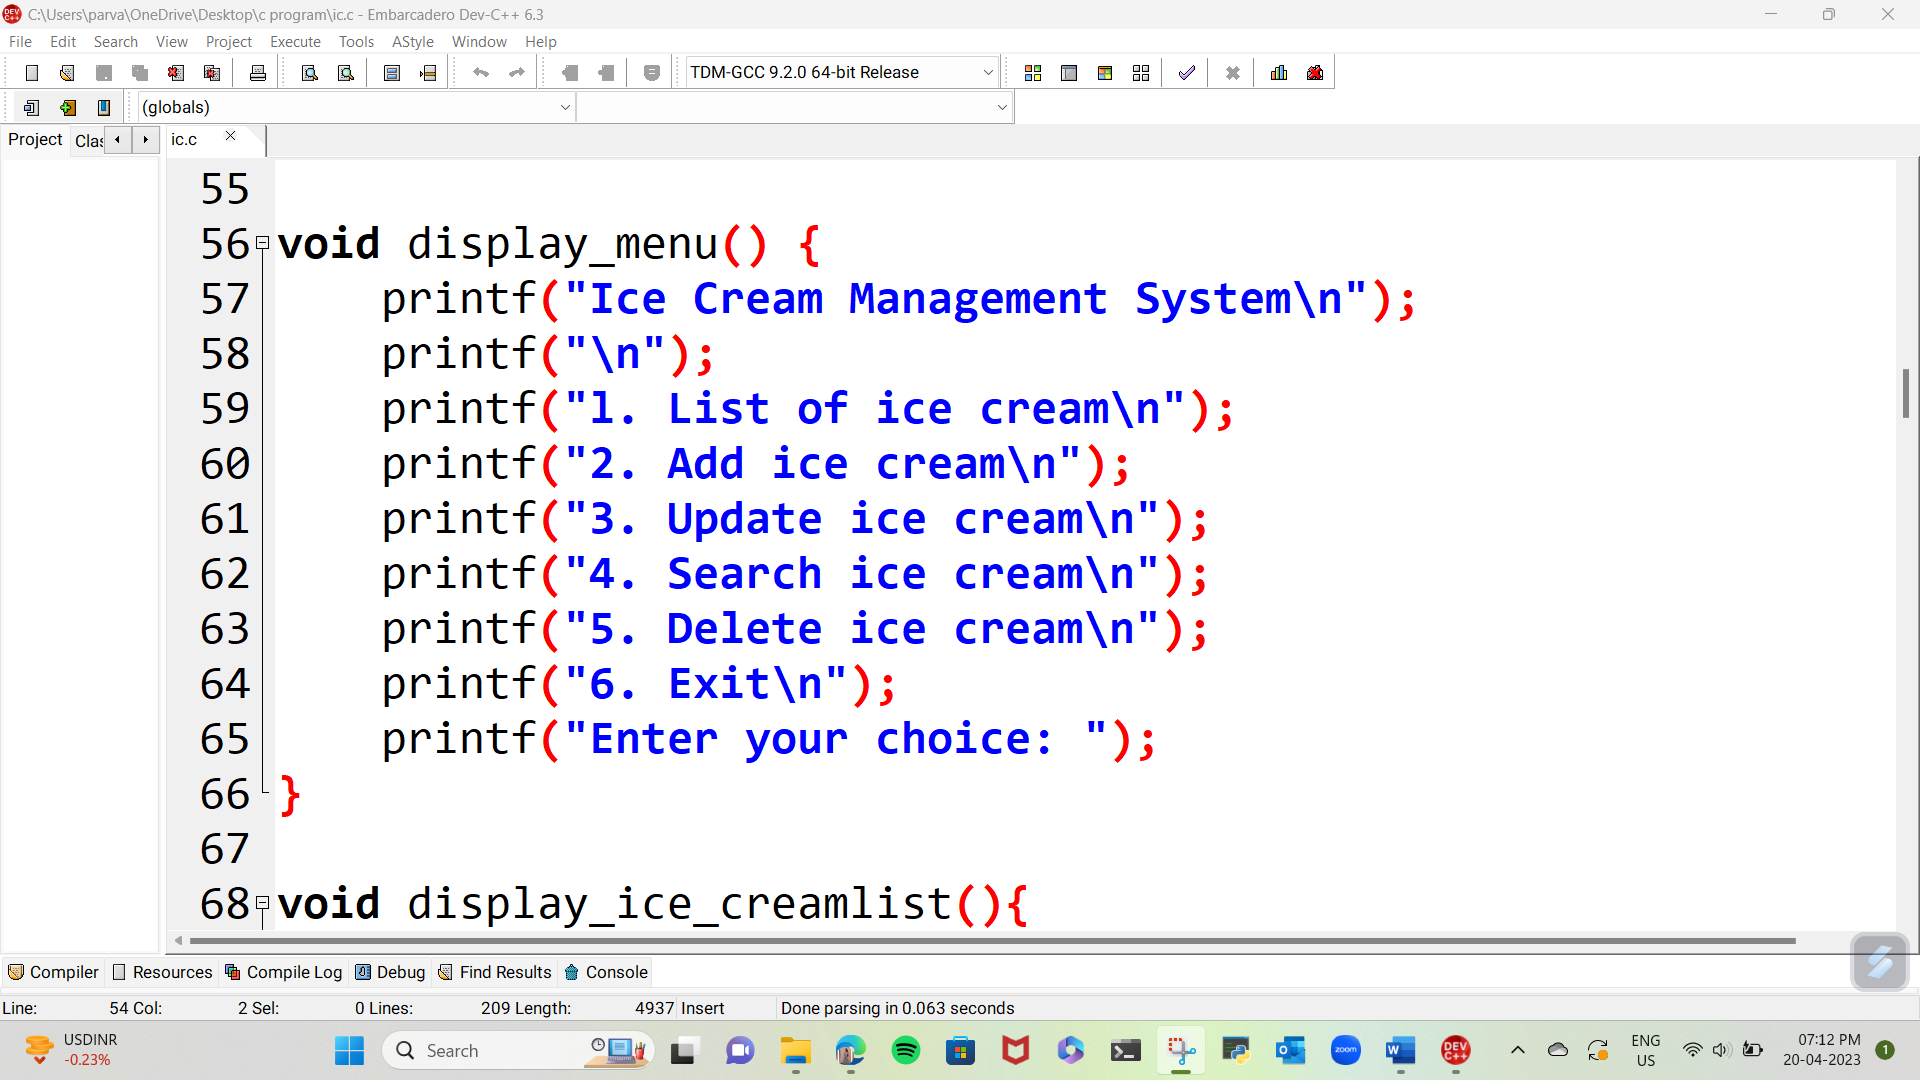 C:\Users\parva\OneDrive\Desktop\c program\ic.c - Embarcadero Dev-C++ 6.3
File Edit Search View Project Execute Tools AStyle Window Help
TDM-GCC 9.2.0 64-bit Release
(globals)
Project Clas ic.c
55
56 void display_menu() {
57 printf("Ice Cream Management System\n");
58 printf("\n");
59 printf("1. List of ice cream\n");
60 printf("2. Add ice cream\n");
61 printf("3. Update ice cream\n");
62 printf("4. Search ice cream\n");
63 printf("5. Delete ice cream\n");
64 printf("6. Exit\n");
65 printf("Enter your choice: ");
66 }
67
68 void display_ice_creamlist(){
Compiler Resources Compile Log Debug Find Results Console
Line: 54 Col: 2 Sel: 0 Lines: 209 Length: 4937 Insert Done parsing in 0.063 seconds
USDINR
-0.23%
Search
zoom
DEV
C++
ENG
US
07:12 PM
20-04-2023
1